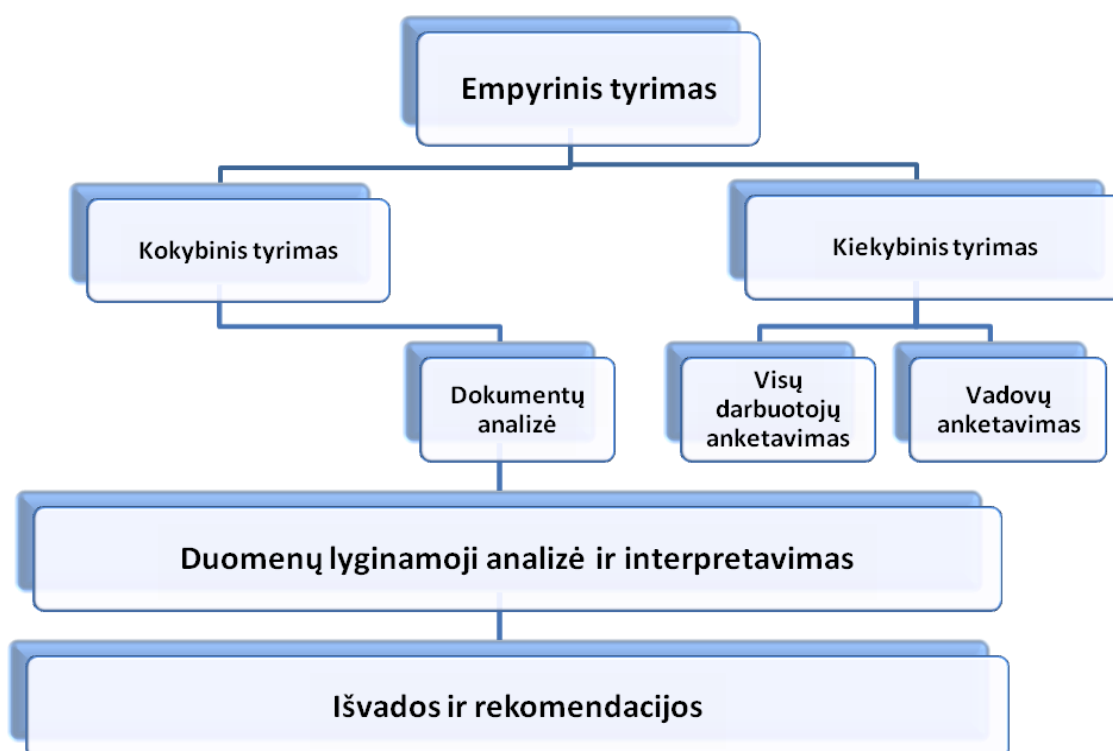 Empyrinis tyrimas
Kokybinis tyrimas
Kiekybinis tyrimas
Dokumentų
analizė
Visų
darbuotojų
anketavimas
Vadovų
anketavimas
Duomenų lyginamoji analizė ir interpretavimas
Išvados ir rekomendacijos